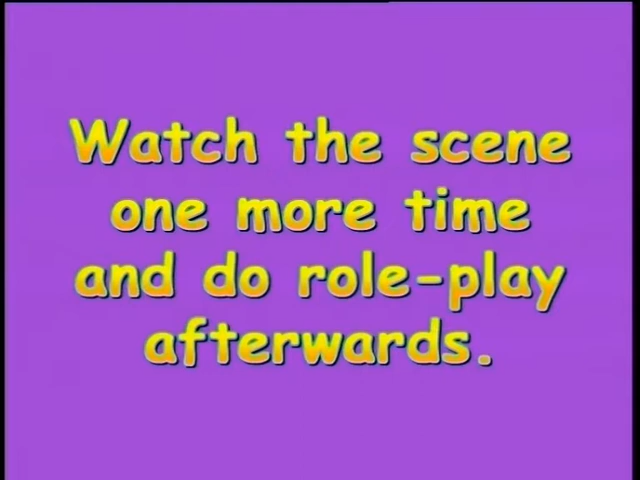 Watch the scene
one more time
and do role-play
afterwards.